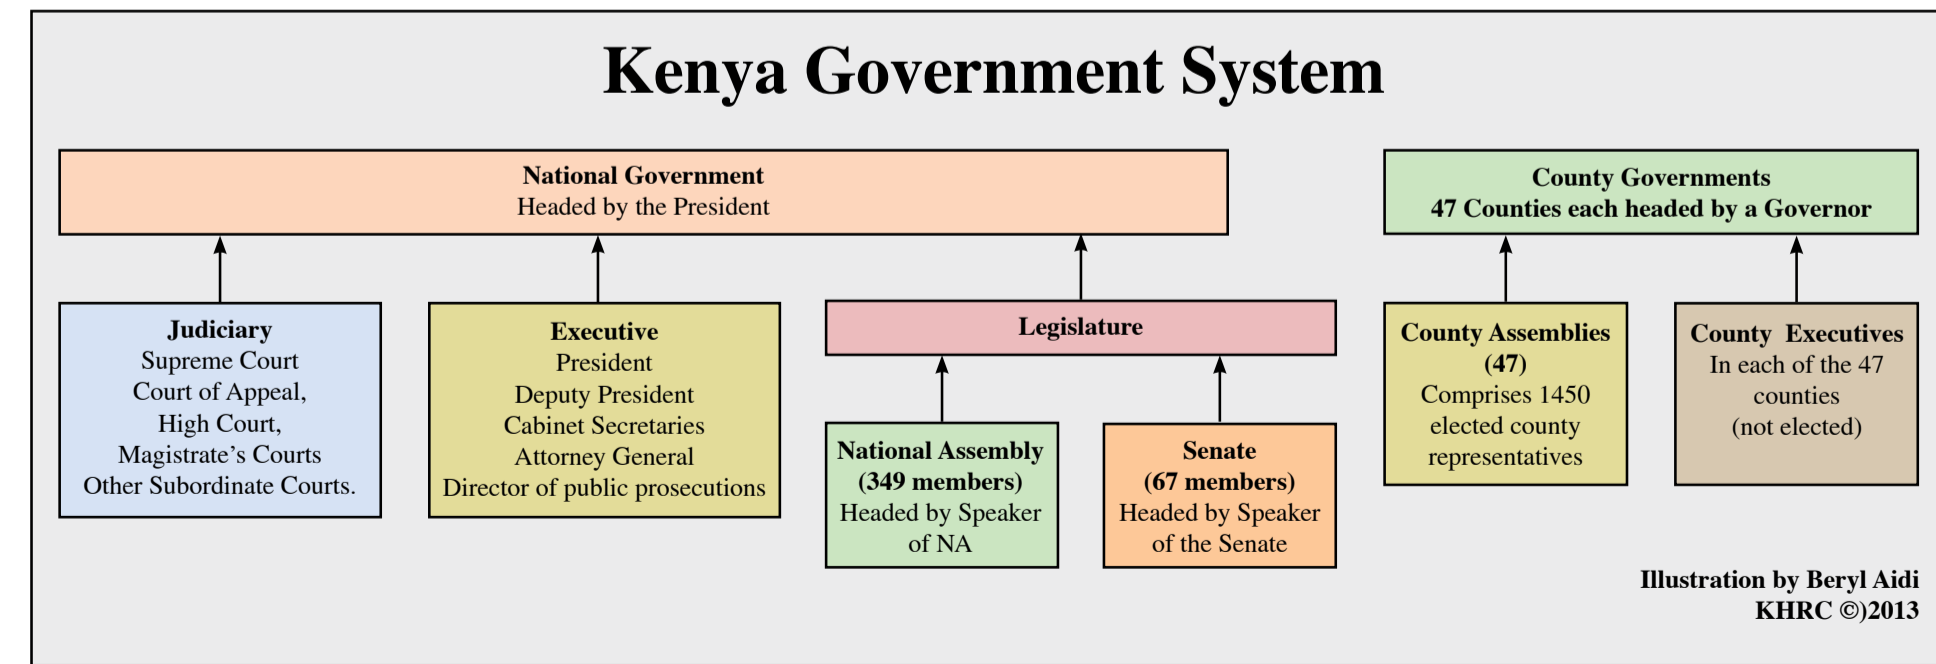 Kenya Government System
National Government
Headed by the President
County Governments
47 Counties each headed by a Governor
Judiciary
Supreme Court
Court of Appeal,
High Court,
Magistrate’s Courts
Other Subordinate Courts.
Executive
President
Deputy President
Cabinet Secretaries
Attorney General
Director of public prosecutions
Legislature
National Assembly
(349 members)
Headed by Speaker
of NA
Senate
(67 members)
Headed by Speaker
of the Senate
County Assemblies
(47)
Comprises 1450
elected county
representatives
County Executives
In each of the 47
counties
(not elected)
Illustration by Beryl Aidi
KHRC ©)2013